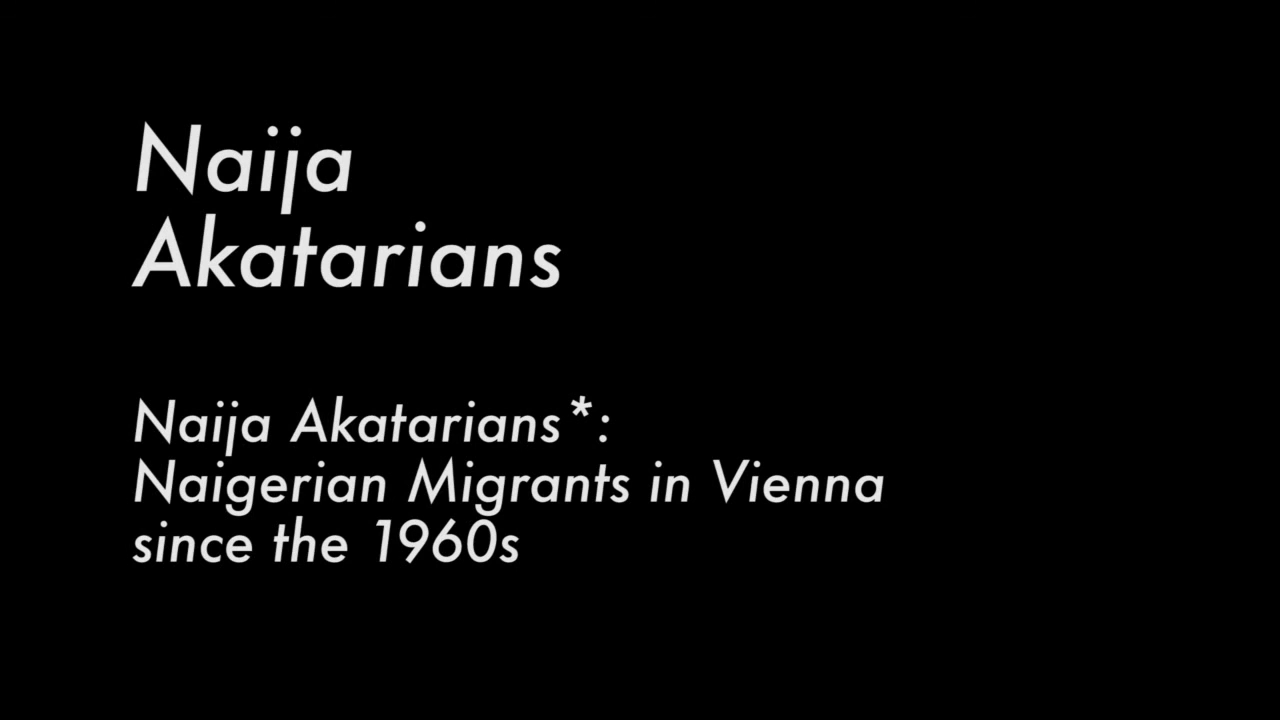 Naija
Akatarians
Naija Akatarians*:
Naigerian Migrants in Vienna
since the 1960s